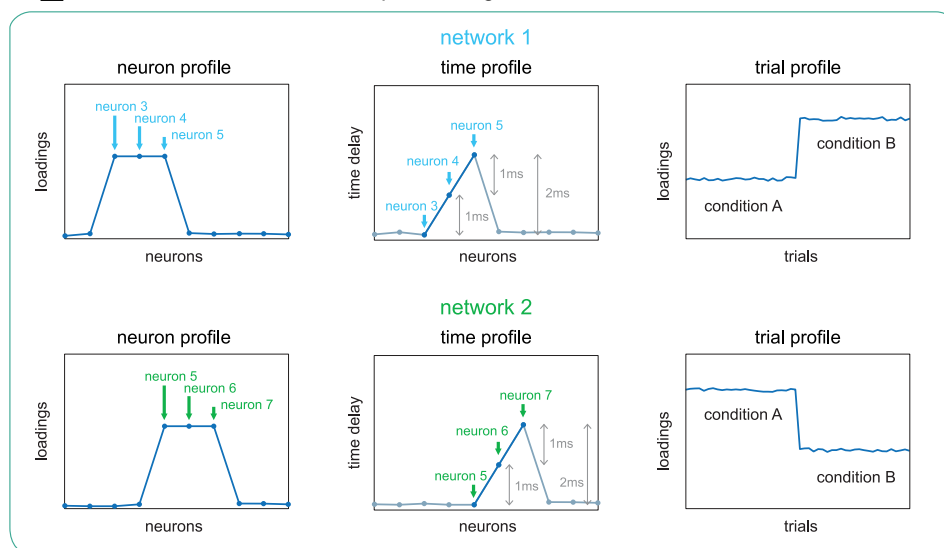 network 1
neuron profile
time profile
trial profile
loadings
neuron 3
neuron 4
neuron 5
neurons
time delay
neuron 5
neuron 4
neuron 3
1ms
1ms
2ms
neurons
loadings
condition B
condition A
trials
network 2
neuron profile
time profile
trial profile
loadings
neuron 5
neuron 6
neuron 7
neurons
time delay
neuron 7
neuron 6
neuron 5
1ms
1ms
2ms
neurons
loadings
condition A
condition B
trials